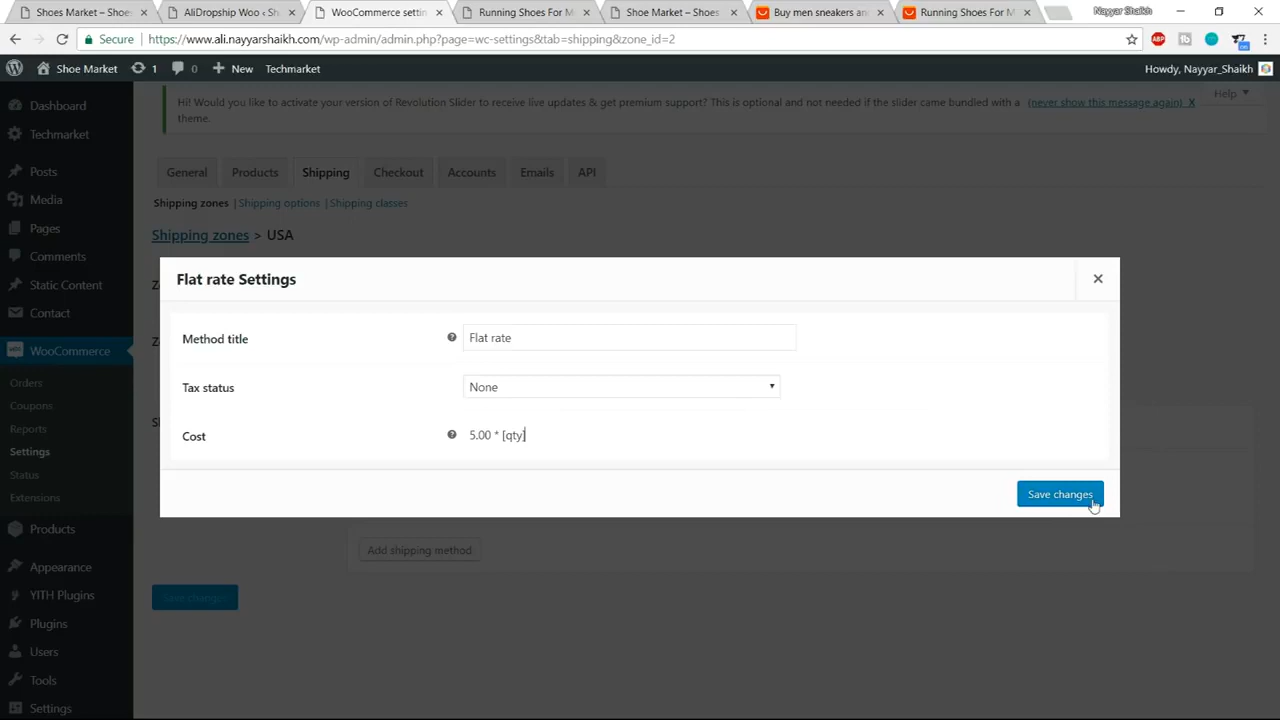 Shoes Market – Shoes
AliDropship Woo ‹ Sh
WooCommerce settin
Running Shoes For M
Shoe Market – Shoes
Buy men sneakers an
Running Shoes For M
Nayyar Shaikh
Secure
https://www.ali.nayyarshaikh.com/wp-admin/admin.php?page=wc-settings&tab=shipping&zone_id=2
ABP
Shoe Market
1
0
New
Techmarket
Howdy, Nayyar_Shaikh
Hi! Would you like to activate your version of Revolution Slider to receive live updates & get premium support? This is optional and not needed if the slider came bundled with a theme.
(never show this message again) X
Help
Dashboard
Techmarket
Posts
Media
Pages
Comments
Static Content
Contact
WooCommerce
Orders
Coupons
Reports
Settings
Status
Extensions
Products
Appearance
YITH Plugins
Plugins
Users
Tools
Settings
General
Products
Shipping
Checkout
Accounts
Emails
API
Shipping zones | Shipping options | Shipping classes
Shipping zones > USA
Flat rate Settings
Method title
Flat rate
Tax status
None
Cost
5.00 * [qty]
Save changes
Add shipping method
Save changes